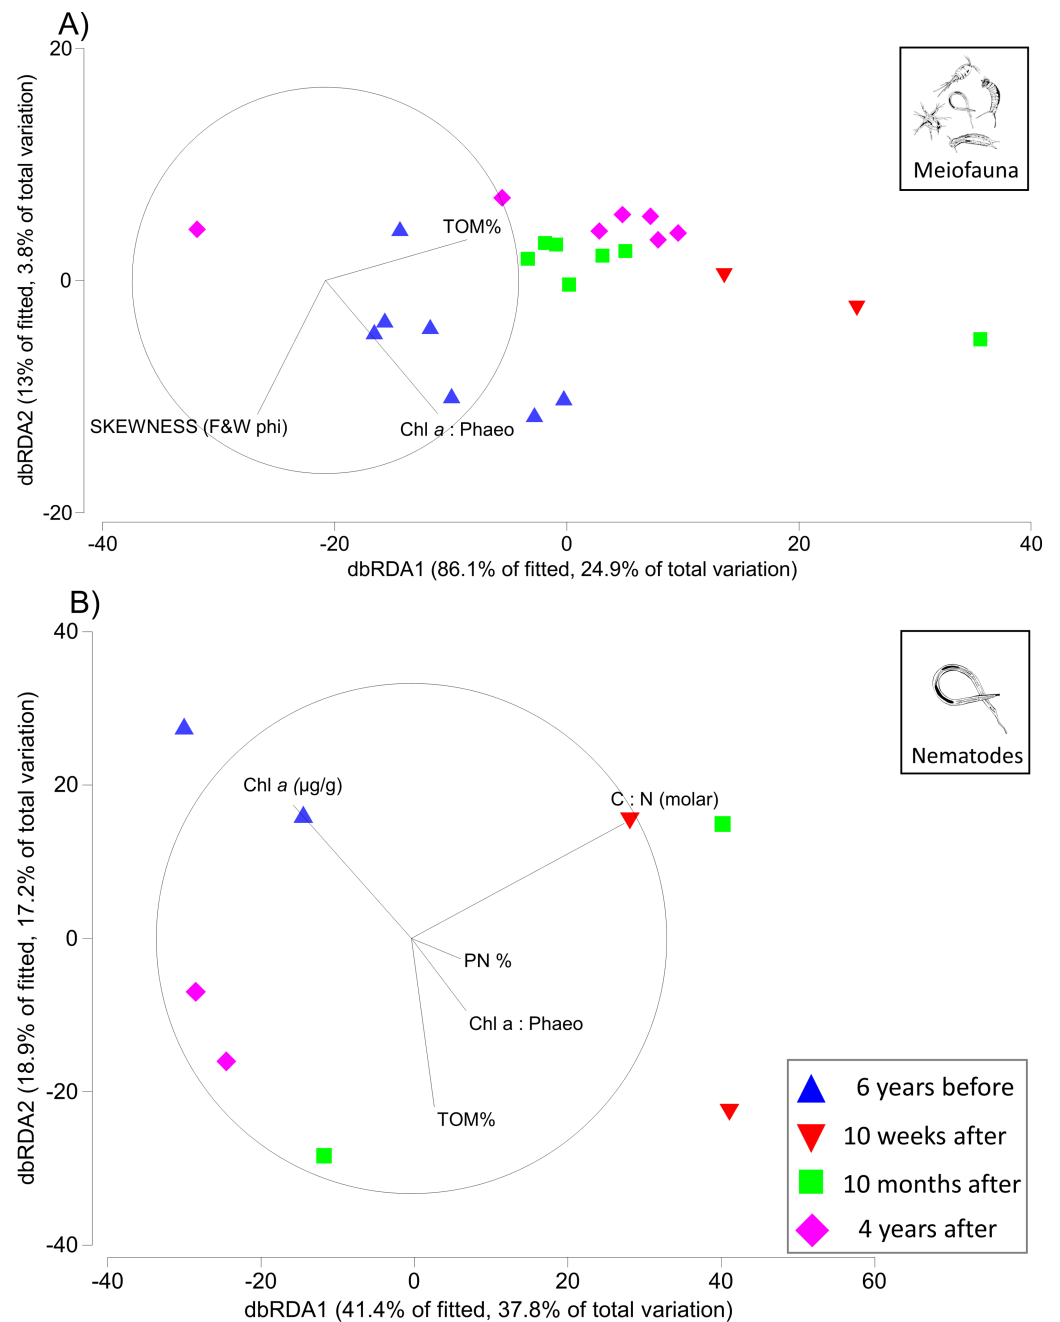 A)
20
0
-20
dbRDA2 (13% of fitted, 3.8% of total variation)
Meiofauna
TOM%
SKEWNESS (F&W phi)
Chl a : Phaeo
-40
-20
0
20
40
dbRDA1 (86.1% of fitted, 24.9% of total variation)
B)
40
20
0
-20
-40
dbRDA2 (18.9% of fitted, 17.2% of total variation)
Nematodes
Chl a (µg/g)
C : N (molar)
PN %
Chl a : Phaeo
TOM%
6 years before
10 weeks after
10 months after
4 years after
-40
-20
0
20
40
60
dbRDA1 (41.4% of fitted, 37.8% of total variation)